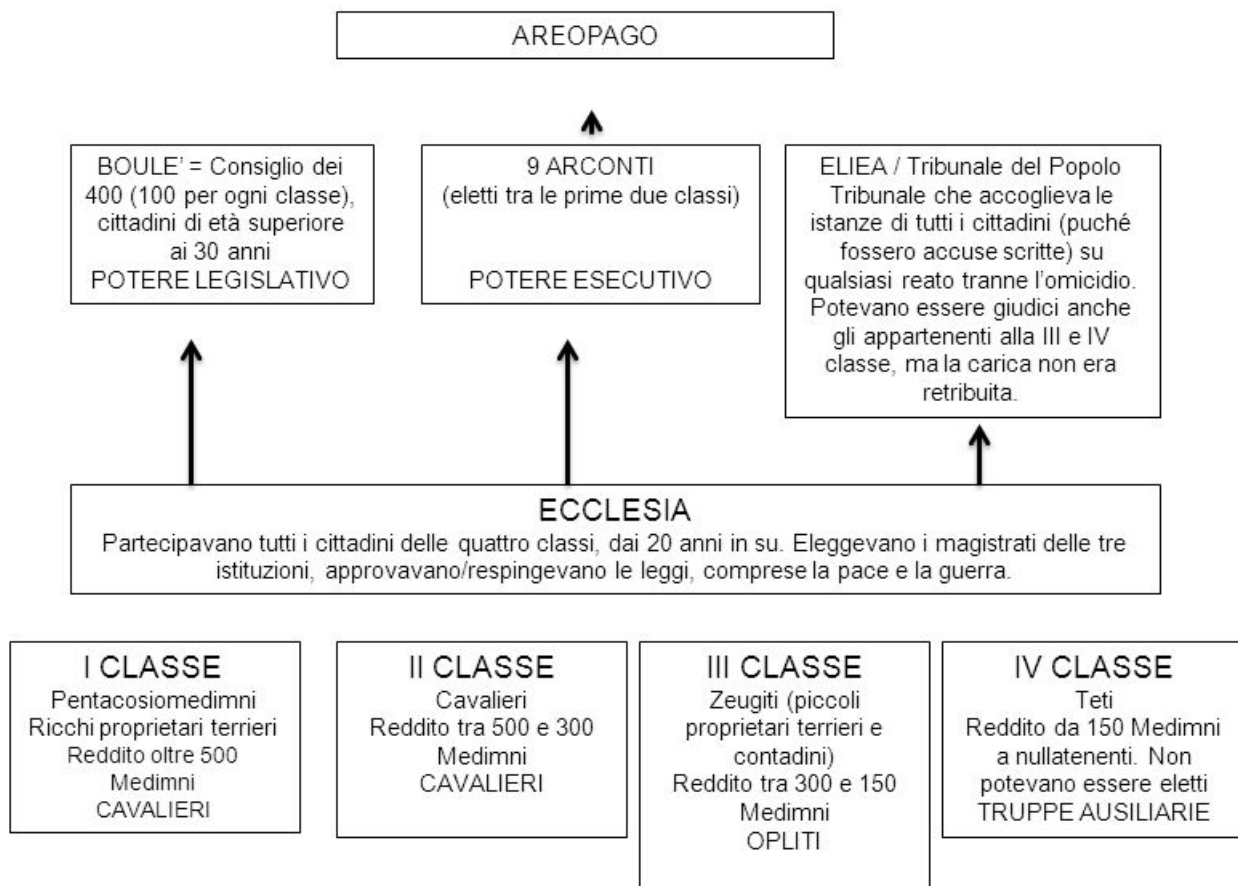 AREOPAGO
BOULE' = Consiglio dei
400 (100 per ogni classe),
cittadini di età superiore
ai 30 anni
POTERE LEGISLATIVO
9 ARCONTI
(eletti tra le prime due classi)
POTERE ESECUTIVO
ELIEA / Tribunale del Popolo
Tribunale che accoglieva le
istanze di tutti i cittadini (puché
fossero accuse scritte) su
qualsiasi reato tranne l'omicidio.
Potevano essere giudici anche
gli appartenenti alla III e IV
classe, ma la carica non era
retribuita.
ECCLESIA
Partecipavano tutti i cittadini delle quattro classi, dai 20 anni in su. Eleggevano i magistrati delle tre
istituzioni, approvavano/respingevano le leggi, comprese la pace e la guerra.
I CLASSE
Pentacosiomedimni
Ricchi proprietari terrieri
Reddito oltre 500
Medimni
CAVALIERI
II CLASSE
Cavalieri
Reddito tra 500 e 300
Medimni
CAVALIERI
III CLASSE
Zeugiti (piccoli
proprietari terrieri e
contadini)
Reddito tra 300 e 150
Medimni
OPLITI
IV CLASSE
Teti
Reddito da 150 Medimni
a nullatenenti. Non
potevano essere eletti
TRUPPE AUSILIARIE